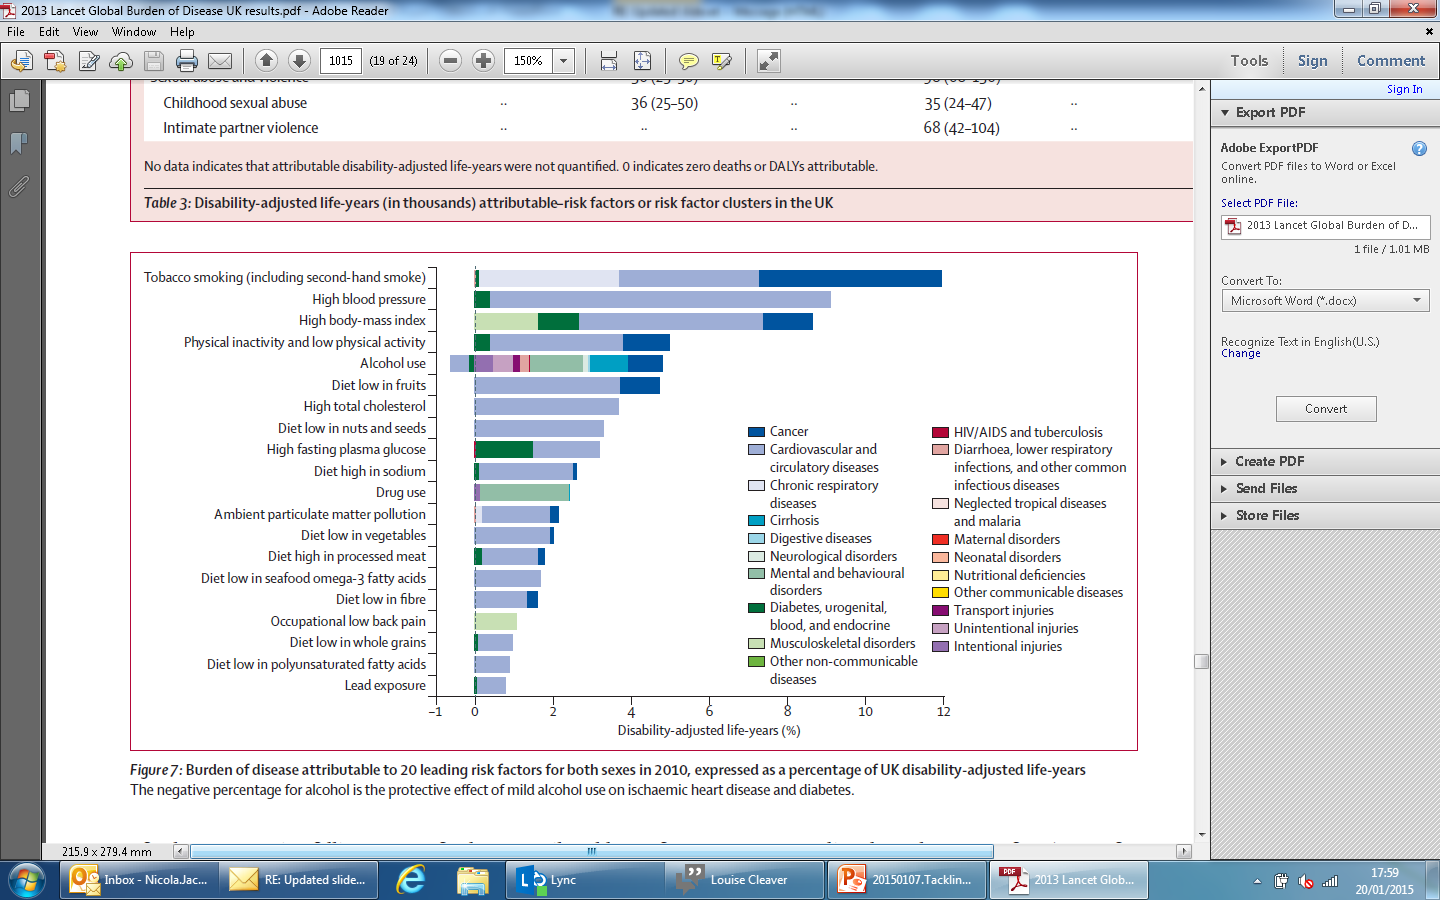 2013 Lancet Global Burden of Disease UK results.pdf - Adobe Reader
File Edit View Window Help
1015 (19 of 24) 150% Tools Sign Comment
Sign In
Export PDF
Adobe ExportPDF
Convert PDF files to Word or Excel
online.
Select PDF File:
2013 Lancet Global Burden of D...
1 file / 1.01 MB
Convert To:
Microsoft Word (*.docx)
Recognize Text in English(U.S.)
Change
Convert
Create PDF
Send Files
Store Files
Childhood sexual abuse .. 36 (25–50) .. 35 (24–47) ..
Intimate partner violence .. .. .. 68 (42–104) ..
No data indicates that attributable disability-adjusted life-years were not quantified. 0 indicates zero deaths or DALYs attributable.
Table 3: Disability-adjusted life-years (in thousands) attributable–risk factors or risk factor clusters in the UK
Tobacco smoking (including second-hand smoke)
High blood pressure
High body-mass index
Physical inactivity and low physical activity
Alcohol use
Diet low in fruits
High total cholesterol
Diet low in nuts and seeds
High fasting plasma glucose
Diet high in sodium
Drug use
Ambient particulate matter pollution
Diet low in vegetables
Diet high in processed meat
Diet low in seafood omega-3 fatty acids
Diet low in fibre
Occupational low back pain
Diet low in whole grains
Diet low in polyunsaturated fatty acids
Lead exposure
Cancer
Cardiovascular and
circulatory diseases
Chronic respiratory
diseases
Cirrhosis
Digestive diseases
Neurological disorders
Mental and behavioural
disorders
Diabetes, urogenital,
blood, and endocrine
Musculoskeletal disorders
Other non-communicable
diseases
HIV/AIDS and tuberculosis
Diarrhoea, lower respiratory
infections, and other common
infectious diseases
Neglected tropical diseases
and malaria
Maternal disorders
Neonatal disorders
Nutritional deficiencies
Other communicable diseases
Transport injuries
Unintentional injuries
Intentional injuries
–1 0 2 4 6 8 10 12
Disability-adjusted life-years (%)
Figure 7: Burden of disease attributable to 20 leading risk factors for both sexes in 2010, expressed as a percentage of UK disability-adjusted life-years
The negative percentage for alcohol is the protective effect of mild alcohol use on ischaemic heart disease and diabetes.
215.9 x 279.4 mm
Inbox - Nicola.Jac...
RE: Updated slide...
Lync
Louise Cleaver
20150107.Tacklin...
2013 Lancet Glob...
17:59
20/01/2015